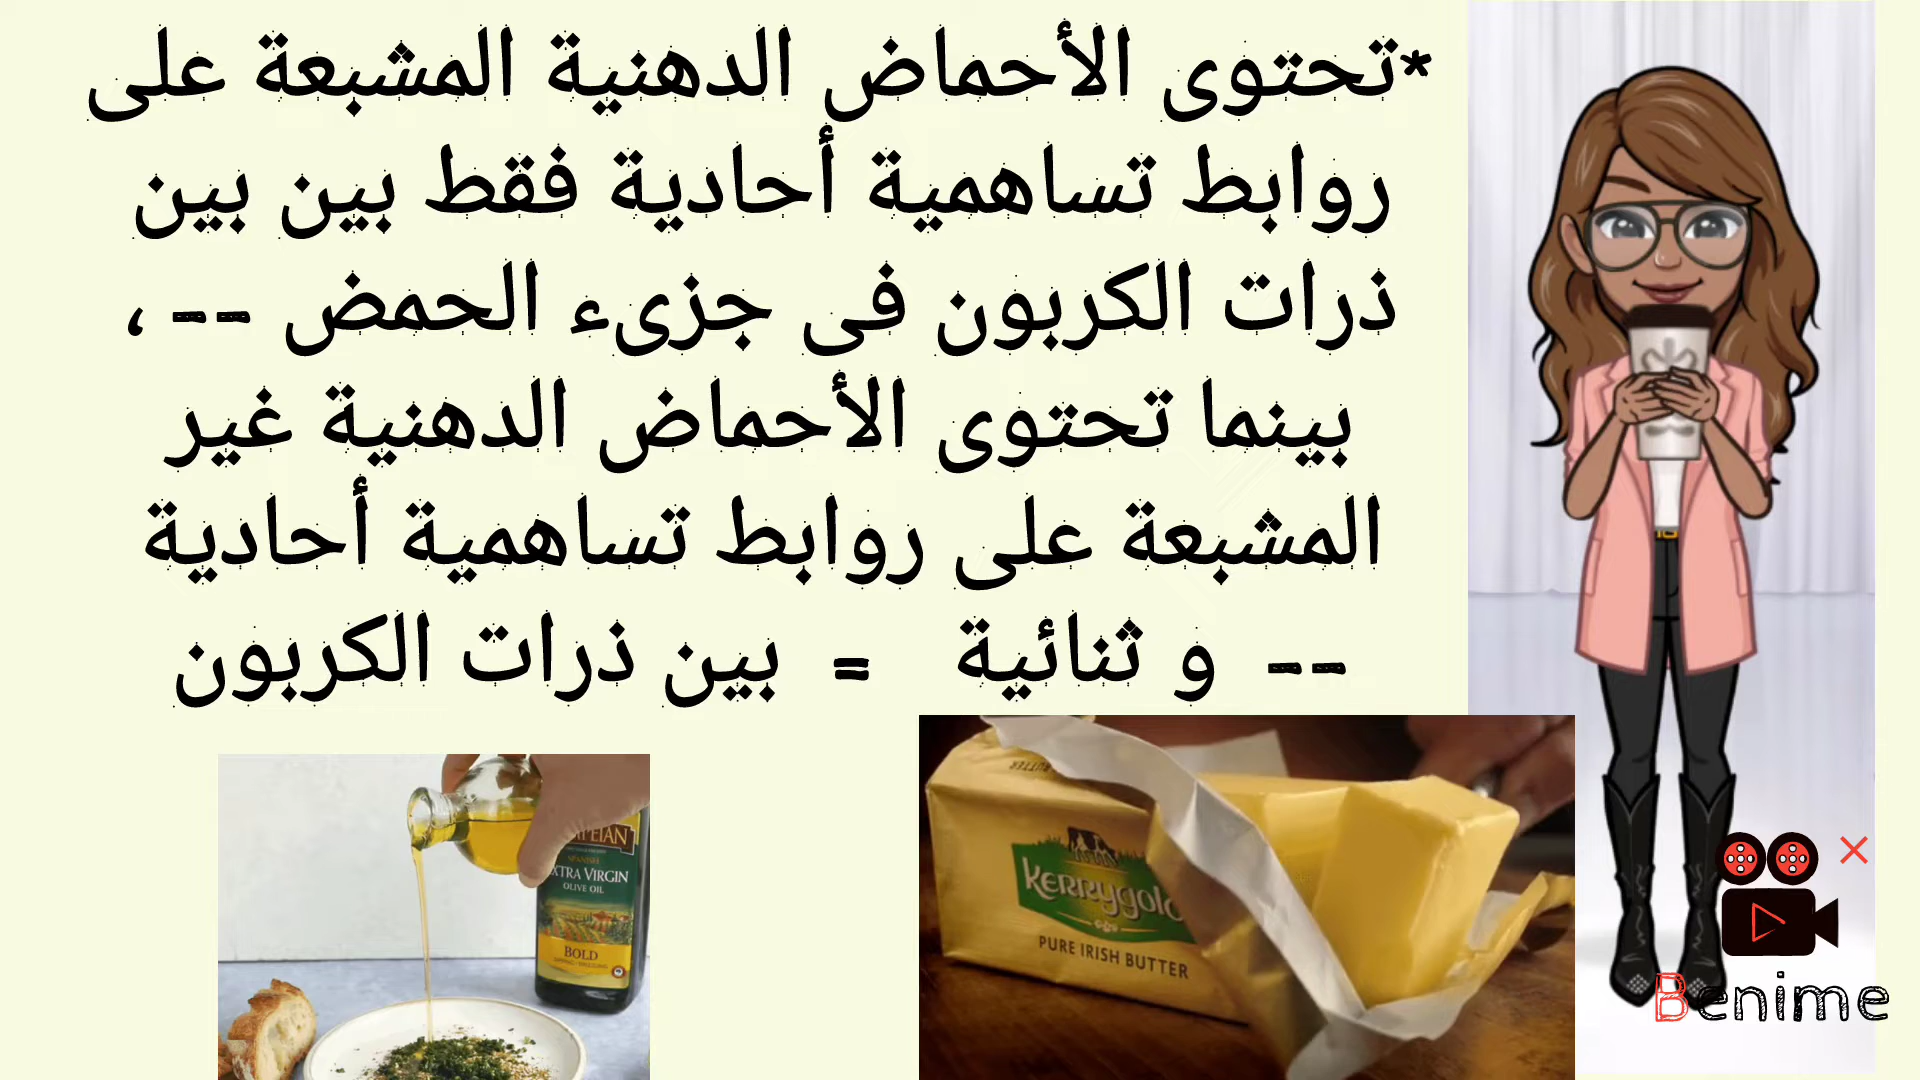 *تحتوى الأحماض الدهنية المشبعة على
روابط تساهمية أحادية فقط بين بين
ذرات الكربون فى جزىء الحمض -- ،
بينما تحتوى الأحماض الدهنية غير
المشبعة على روابط تساهمية أحادية
-- و ثنائية = بين ذرات الكربون
SPANISH
EXTRA VIRGIN
OLIVE OIL
BOLD
Kerrygold
PURE IRISH BUTTER
Benime